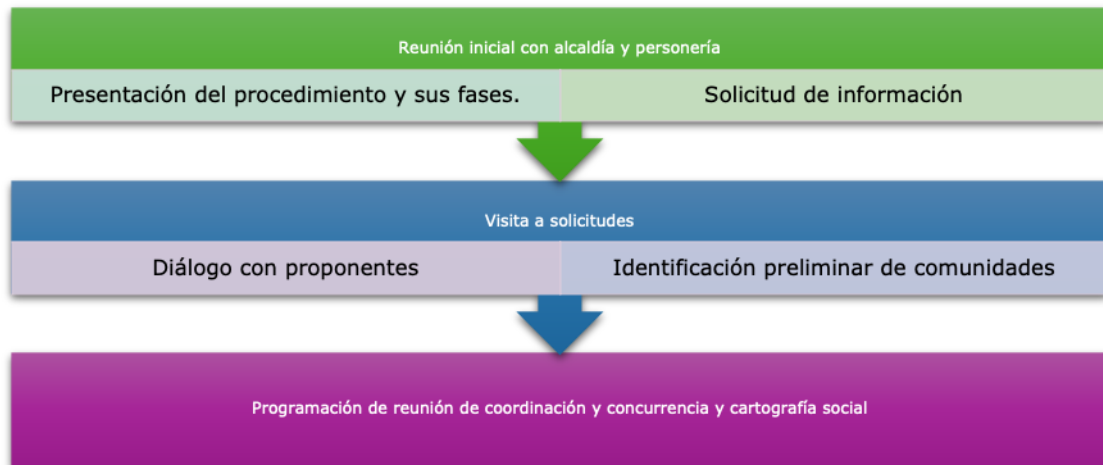 Reunión inicial con alcaldía y personería
Presentación del procedimiento y sus fases.
Solicitud de información
Visita a solicitudes
Diálogo con proponentes
Identificación preliminar de comunidades
Programación de reunión de coordinación y concurrencia y cartografía social